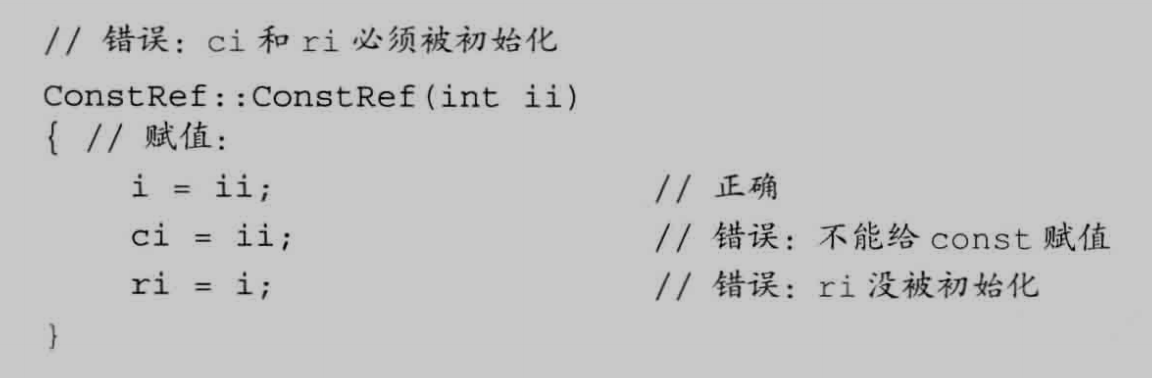 // 错误：ci 和 ri 必须被初始化
ConstRef::ConstRef(int ii)
{ // 赋值：
i = ii; // 正确
ci = ii; // 错误：不能给 const 赋值
ri = i; // 错误：ri 没被初始化
}